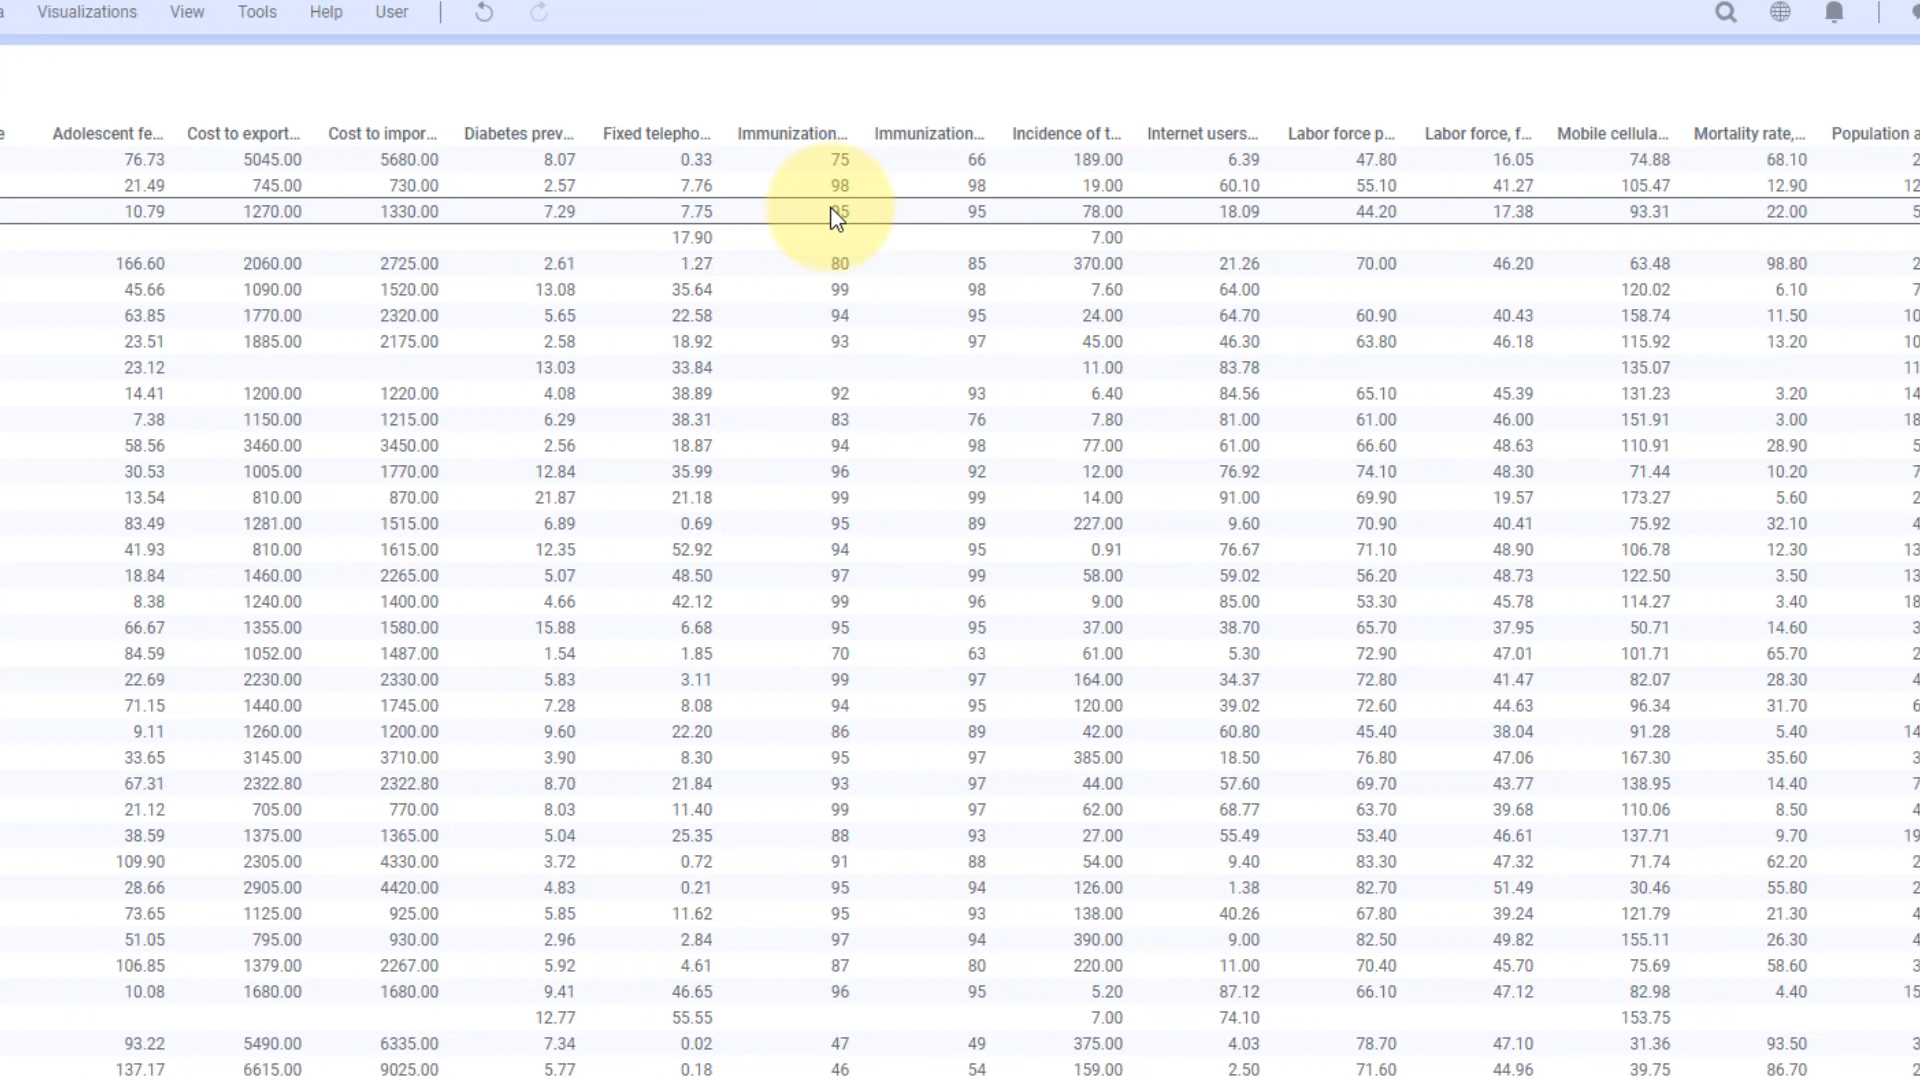 Visualizations View Tools Help User
Adolescent fe... Cost to export... Cost to impor... Diabetes prev... Fixed telepho... Immunization... Immunization... Incidence of t... Internet users... Labor force p... Labor force, f... Mobile cellula... Mortality rate,... Population a
76.73 5045.00 5680.00 8.07 0.33 75 66 189.00 6.39 47.80 16.05 74.88 68.10 2
21.49 745.00 730.00 2.57 7.76 98 98 19.00 60.10 55.10 41.27 105.47 12.90 12
10.79 1270.00 1330.00 7.29 7.75 95 95 78.00 18.09 44.20 17.38 93.31 22.00 5
17.90 7.00
166.60 2060.00 2725.00 2.61 1.27 80 85 370.00 21.26 70.00 46.20 63.48 98.80 2
45.66 1090.00 1520.00 13.08 35.64 99 98 7.60 64.00 120.02 6.10 7
63.85 1770.00 2320.00 5.65 22.58 94 95 24.00 64.70 60.90 40.43 158.74 11.50 10
23.51 1885.00 2175.00 2.58 18.92 93 97 45.00 46.30 63.80 46.18 115.92 13.20 10
23.12 13.03 33.84 11.00 83.78 135.07 11
14.41 1200.00 1220.00 4.08 38.89 92 93 6.40 84.56 65.10 45.39 131.23 3.20 14
7.38 1150.00 1215.00 6.29 38.31 83 76 7.80 81.00 61.00 46.00 151.91 3.00 18
58.56 3460.00 3450.00 2.56 18.87 94 98 77.00 61.00 66.60 48.63 110.91 28.90 5
30.53 1005.00 1770.00 12.84 35.99 96 92 12.00 76.92 74.10 48.30 71.44 10.20 7
13.54 810.00 870.00 21.87 21.18 99 99 14.00 91.00 69.90 19.57 173.27 5.60 2
83.49 1281.00 1515.00 6.89 0.69 95 89 227.00 9.60 70.90 40.41 75.92 32.10 4
41.93 810.00 1615.00 12.35 52.92 94 95 0.91 76.67 71.10 48.90 106.78 12.30 13
18.84 1460.00 2265.00 5.07 48.50 97 99 58.00 59.02 56.20 48.73 122.50 3.50 13
8.38 1240.00 1400.00 4.66 42.12 99 96 9.00 85.00 53.30 45.78 114.27 3.40 18
66.67 1355.00 1580.00 15.88 6.68 95 95 37.00 38.70 65.70 37.95 50.71 14.60 3
84.59 1052.00 1487.00 1.54 1.85 70 63 61.00 5.30 72.90 47.01 101.71 65.70 2
22.69 2230.00 2330.00 5.83 3.11 99 97 164.00 34.37 72.80 41.47 82.07 28.30 4
71.15 1440.00 1745.00 7.28 8.08 94 95 120.00 39.02 72.60 44.63 96.34 31.70 6
9.11 1260.00 1200.00 9.60 22.20 86 89 42.00 60.80 45.40 38.04 91.28 5.40 14
33.65 3145.00 3710.00 3.90 8.30 95 97 385.00 18.50 76.80 47.06 167.30 35.60 3
67.31 2322.80 2322.80 8.70 21.84 93 97 44.00 57.60 69.70 43.77 138.95 14.40 7
21.12 705.00 770.00 8.03 11.40 99 97 62.00 68.77 63.70 39.68 110.06 8.50 4
38.59 1375.00 1365.00 5.04 25.35 88 93 27.00 55.49 53.40 46.61 137.71 9.70 19
109.90 2305.00 4330.00 3.72 0.72 91 88 54.00 9.40 83.30 47.32 71.74 62.20 2
28.66 2905.00 4420.00 4.83 0.21 95 94 126.00 1.38 82.70 51.49 30.46 55.80 2
73.65 1125.00 925.00 5.85 11.62 95 93 138.00 40.26 67.80 39.24 121.79 21.30 4
51.05 795.00 930.00 2.96 2.84 97 94 390.00 9.00 82.50 49.82 155.11 26.30 4
106.85 1379.00 2267.00 5.92 4.61 87 80 220.00 11.00 70.40 45.70 75.69 58.60 3
10.08 1680.00 1680.00 9.41 46.65 96 95 5.20 87.12 66.10 47.12 82.98 4.40 15
12.77 55.55 7.00 74.10 153.75
93.22 5490.00 6335.00 7.34 0.02 47 49 375.00 4.03 78.70 47.10 31.36 93.50 3
137.17 6615.00 9025.00 5.77 0.18 46 54 159.00 2.50 71.60 44.96 39.75 86.70 2